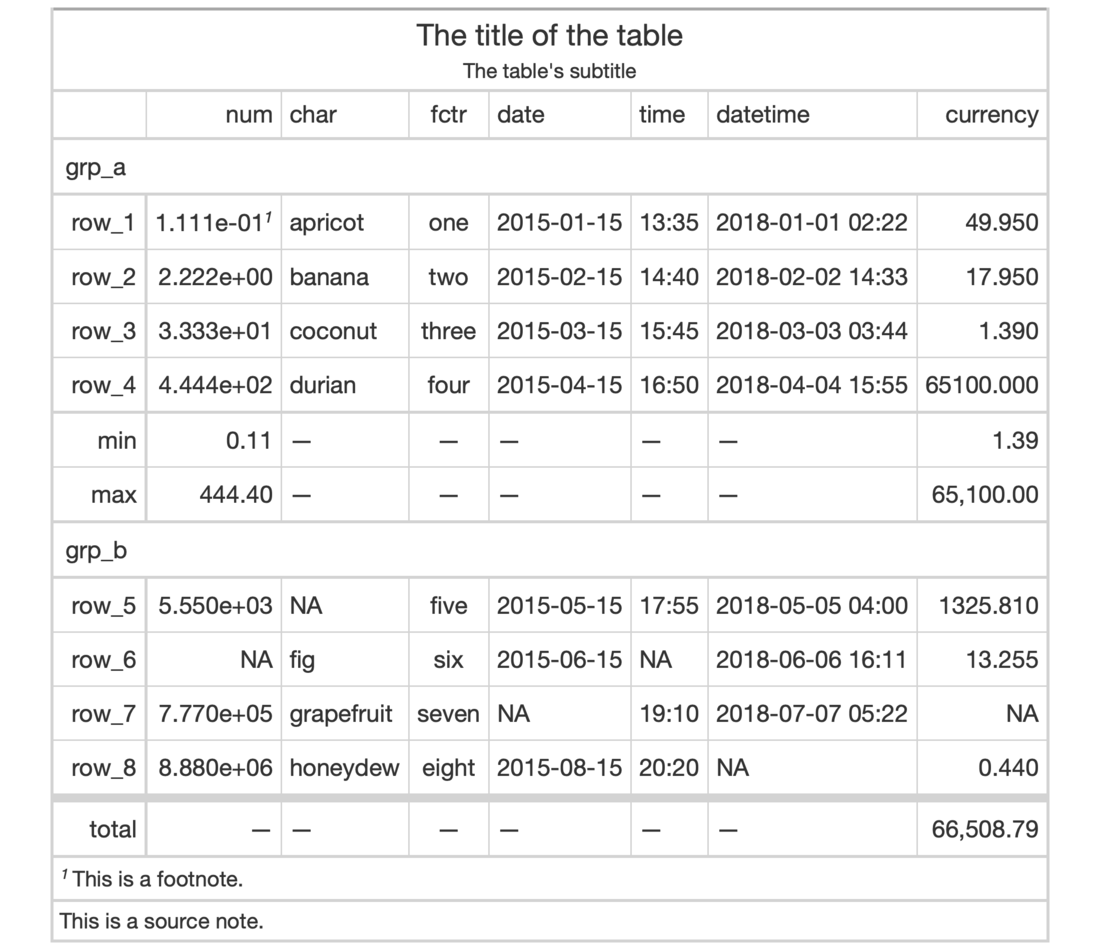 The title of the table
The table's subtitle
num char fctr date time datetime currency
grp_a
row_1 1.111e-01¹ apricot one 2015-01-15 13:35 2018-01-01 02:22 49.950
row_2 2.222e+00 banana two 2015-02-15 14:40 2018-02-02 14:33 17.950
row_3 3.333e+01 coconut three 2015-03-15 15:45 2018-03-03 03:44 1.390
row_4 4.444e+02 durian four 2015-04-15 16:50 2018-04-04 15:55 65100.000
min 0.11 — — — — — 1.39
max 444.40 — — — — — 65,100.00
grp_b
row_5 5.550e+03 NA five 2015-05-15 17:55 2018-05-05 04:00 1325.810
row_6 NA fig six 2015-06-15 NA 2018-06-06 16:11 13.255
row_7 7.770e+05 grapefruit seven NA 19:10 2018-07-07 05:22 NA
row_8 8.880e+06 honeydew eight 2015-08-15 20:20 NA 0.440
total — — — — — — 66,508.79
¹ This is a footnote.
This is a source note.